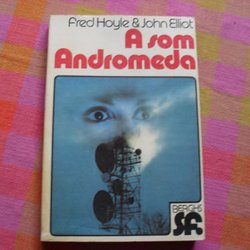 Fred Hoyle & John Elliot
A som
Andromeda
BERGHS
SF.